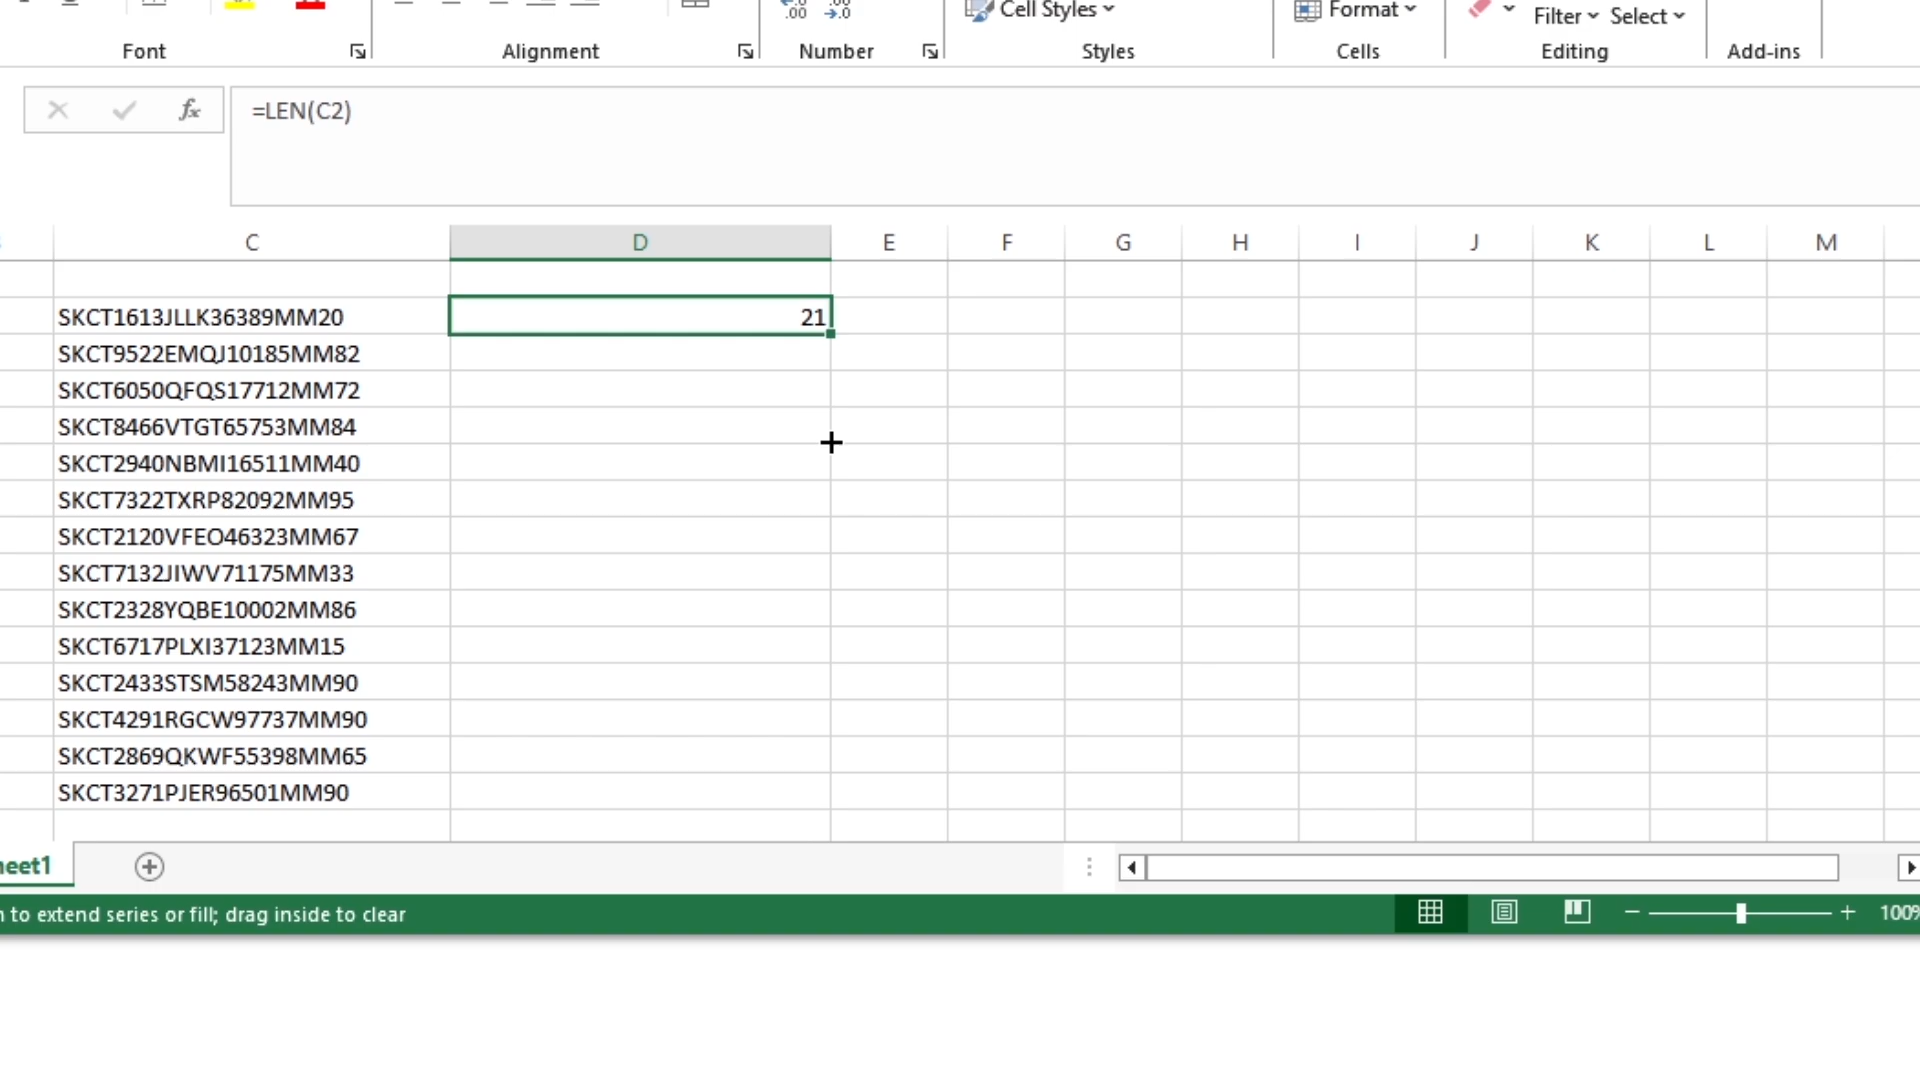 Cell Styles
Format
Filter Select
Font Alignment Number Styles Cells Editing Add-ins
fx =LEN(C2)
C D E F G H I J K L M
SKCT1613JLLK36389MM20 21
SKCT9522EMQJ10185MM82
SKCT6050QFQS17712MM72
SKCT8466VTGT65753MM84
SKCT2940NBMI16511MM40
SKCT7322TXRP82092MM95
SKCT2120VFEO46323MM67
SKCT7132JIWV71175MM33
SKCT2328YQBE10002MM86
SKCT6717PLXI37123MM15
SKCT2433STSM58243MM90
SKCT4291RGCW97737MM90
SKCT2869QKWF55398MM65
SKCT3271PJER96501MM90
heet1
to extend series or fill; drag inside to clear 100%